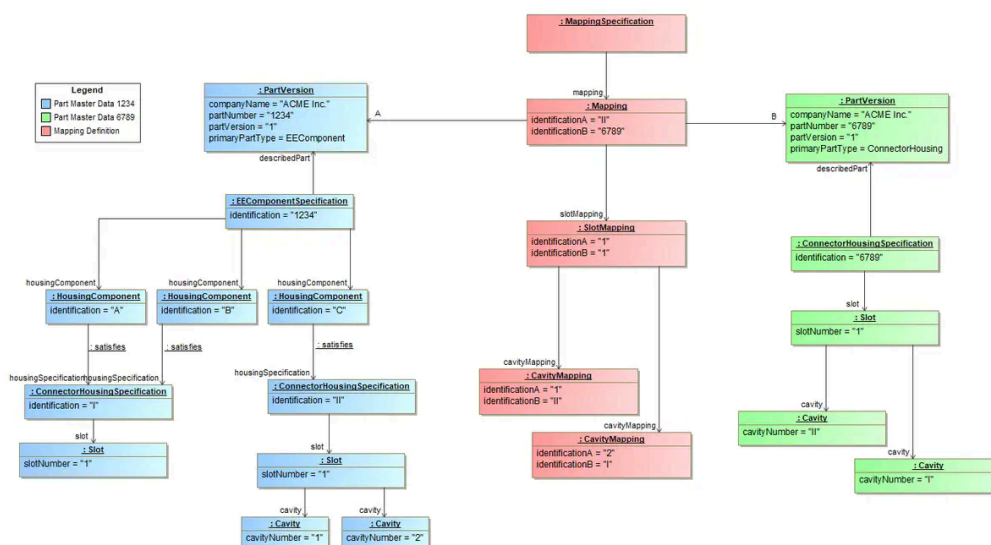 : MappingSpecification
Legend
Part Master Data 1234
Part Master Data 6789
Mapping Definition
mapping
: PartVersion
companyName = "ACME Inc."
partNumber = "1234"
partVersion = "1"
primaryPartType = EEComponent
A
: Mapping
identificationA = "II"
identificationB = "6789"
B
: PartVersion
companyName = "ACME Inc."
partNumber = "6789"
partVersion = "1"
primaryPartType = ConnectorHousing
describedPart
describedPart
: EEComponentSpecification
identification = "1234"
slotMapping
: SlotMapping
identificationA = "1"
identificationB = "1"
: ConnectorHousingSpecification
identification = "6789"
housingComponent
housingComponent
housingComponent
: HousingComponent
identification = "A"
: HousingComponent
identification = "B"
: HousingComponent
identification = "C"
slot
: Slot
slotNumber = "1"
: satisfies
: satisfies
: satisfies
housingSpecification
housingSpecification
housingSpecification
: ConnectorHousingSpecification
identification = "I"
: ConnectorHousingSpecification
identification = "II"
cavityMapping
: CavityMapping
identificationA = "1"
identificationB = "II"
cavity
: Cavity
cavityNumber = "II"
slot
: Slot
slotNumber = "1"
slot
: Slot
slotNumber = "1"
cavityMapping
: CavityMapping
identificationA = "2"
identificationB = "I"
cavity
: Cavity
cavityNumber = "I"
cavity
cavity
: Cavity
cavityNumber = "1"
: Cavity
cavityNumber = "2"